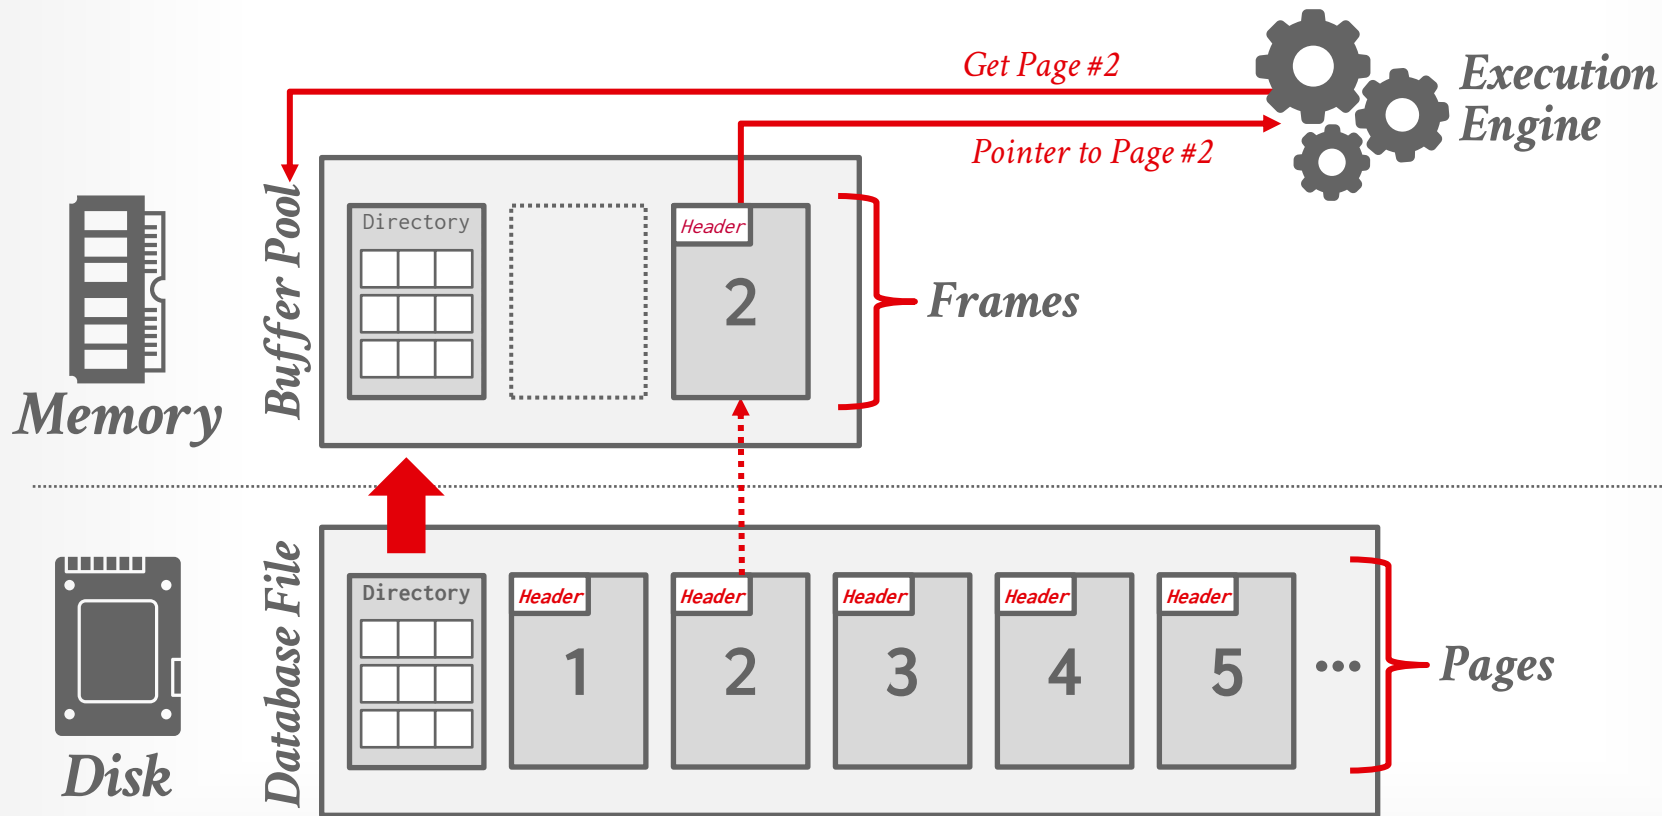 Get Page #2
Execution
Engine
Pointer to Page #2
Buffer Pool
Directory
Header
2
Frames
Memory
Database File
Directory
Header
Header
Header
Header
Header
1
2
3
4
5
...
Pages
Disk